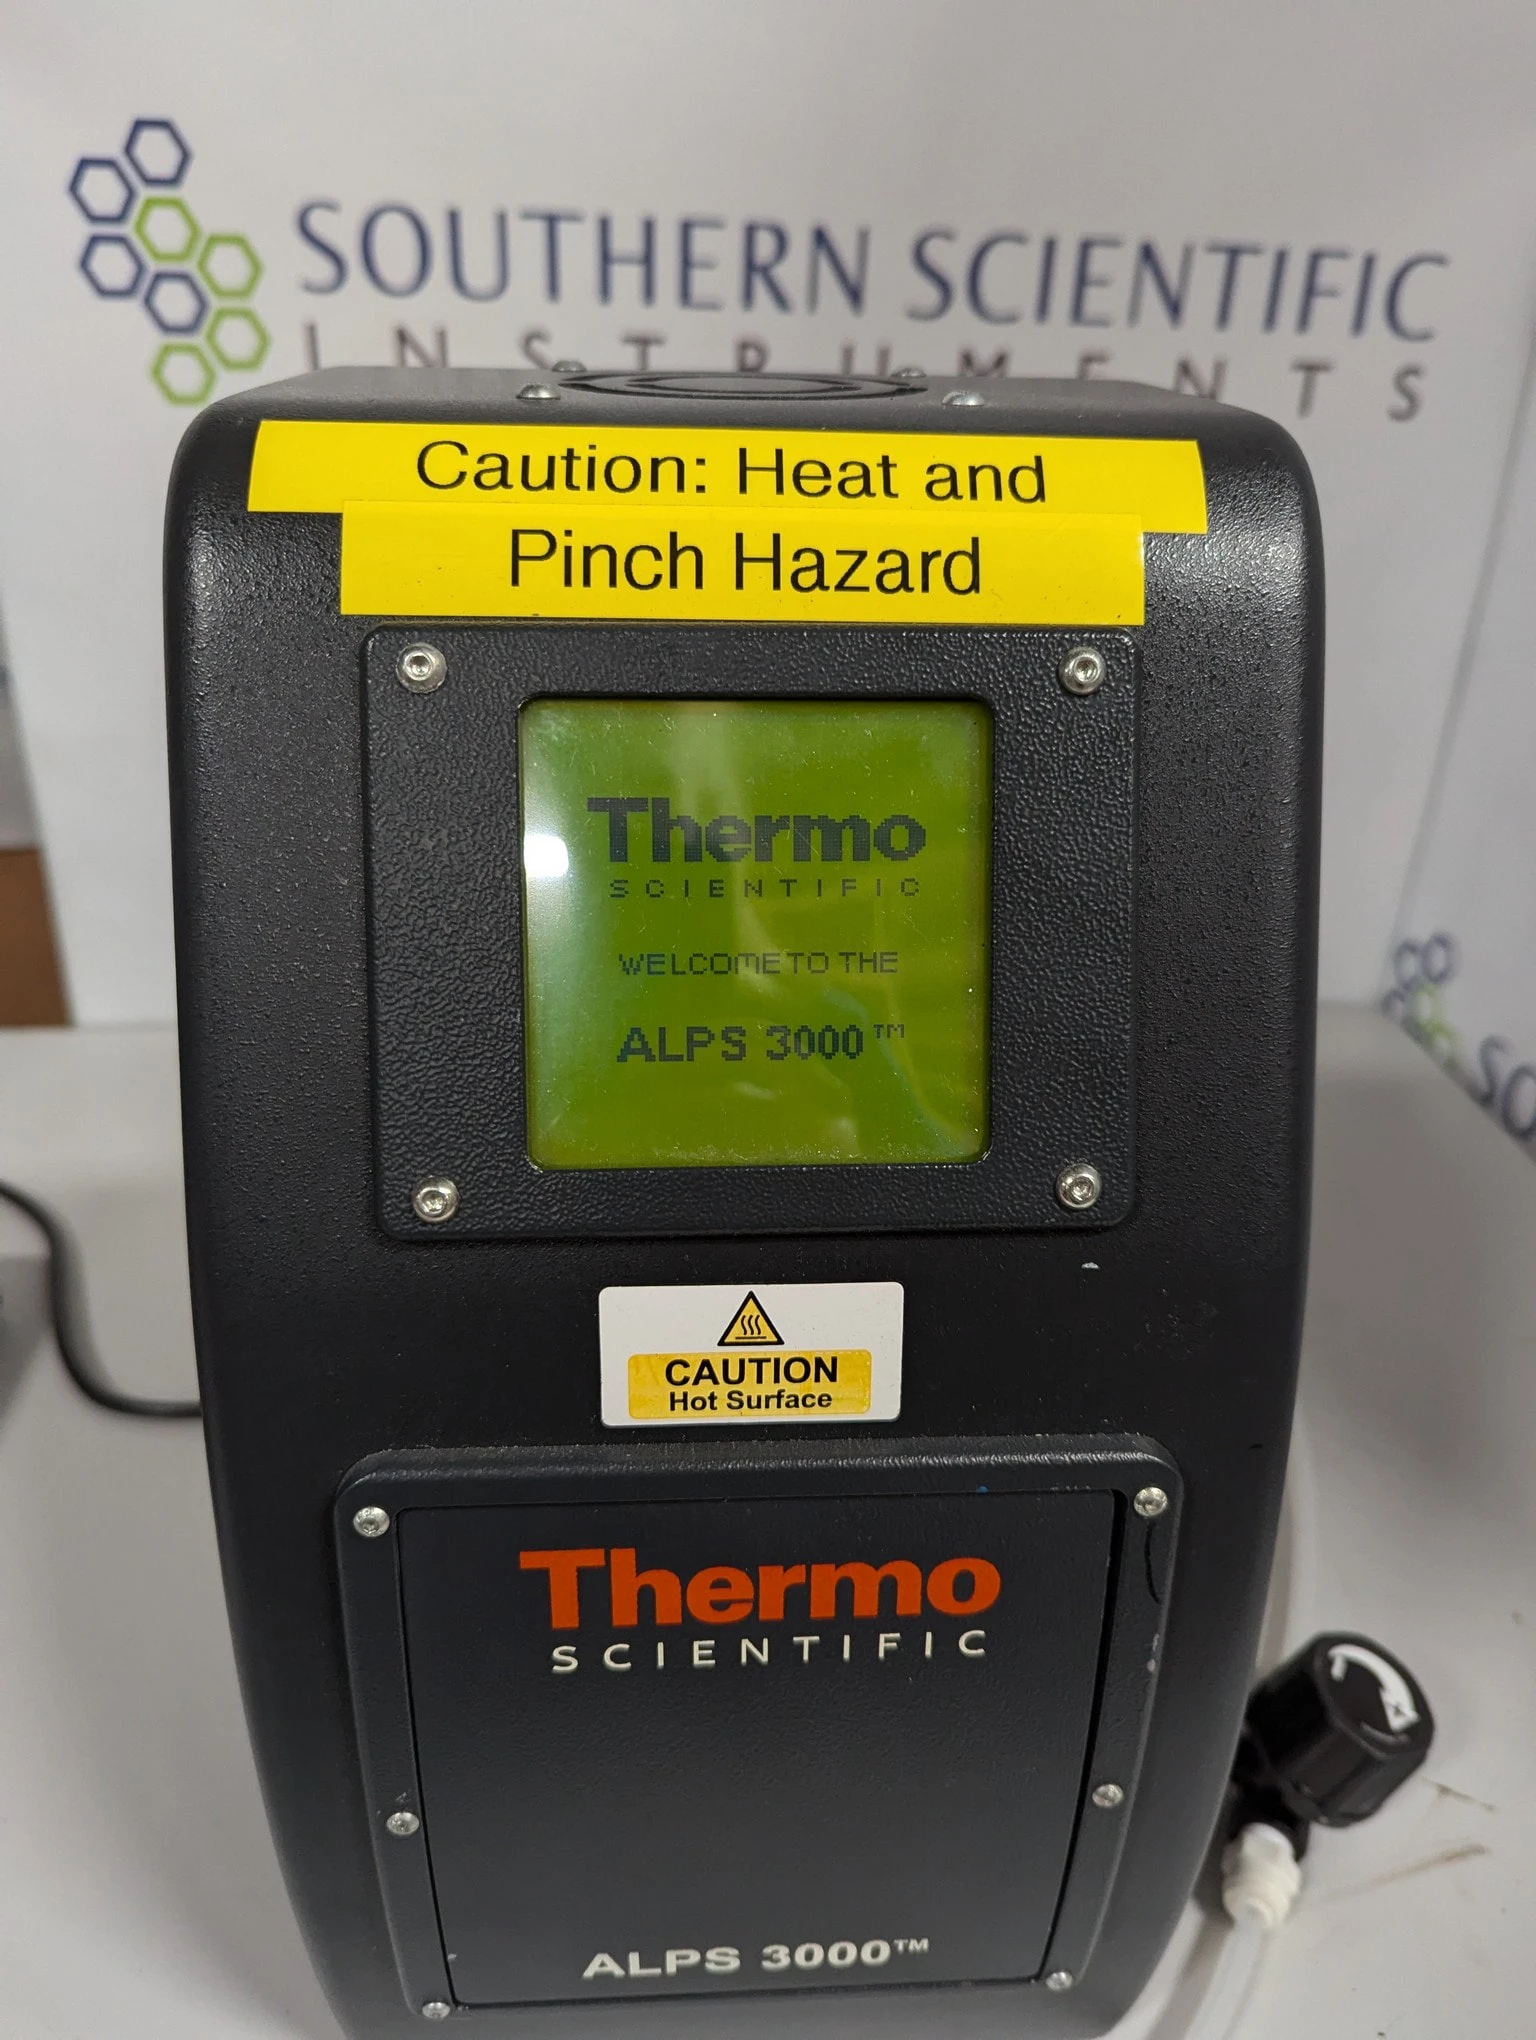 SOUTHERN SCIENTIFIC
INSTRUMENTS
Caution: Heat and
Pinch Hazard
Thermo
SCIENTIFIC
WELCOME TO THE
ALPS 3000™
CAUTION
Hot Surface
Thermo
SCIENTIFIC
ALPS 3000™
SO